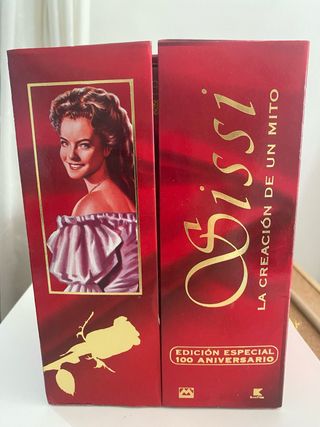 Sissi
LA CREACIÓN DE UN MITO
EDICIÓN ESPECIAL
100 ANIVERSARIO